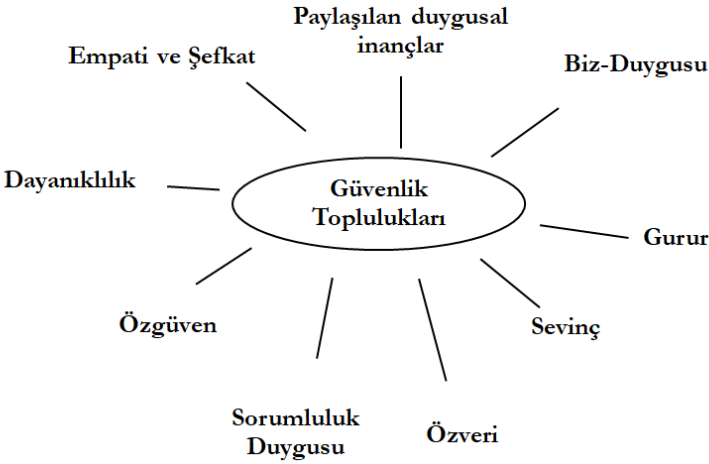 Paylaşılan duygusal
inançlar
Empati ve Şefkat
Biz-Duygusu
Dayanıklılık
Güvenlik
Toplulukları
Gurur
Özgüven
Sevinç
Sorumluluk
Duygusu
Özveri